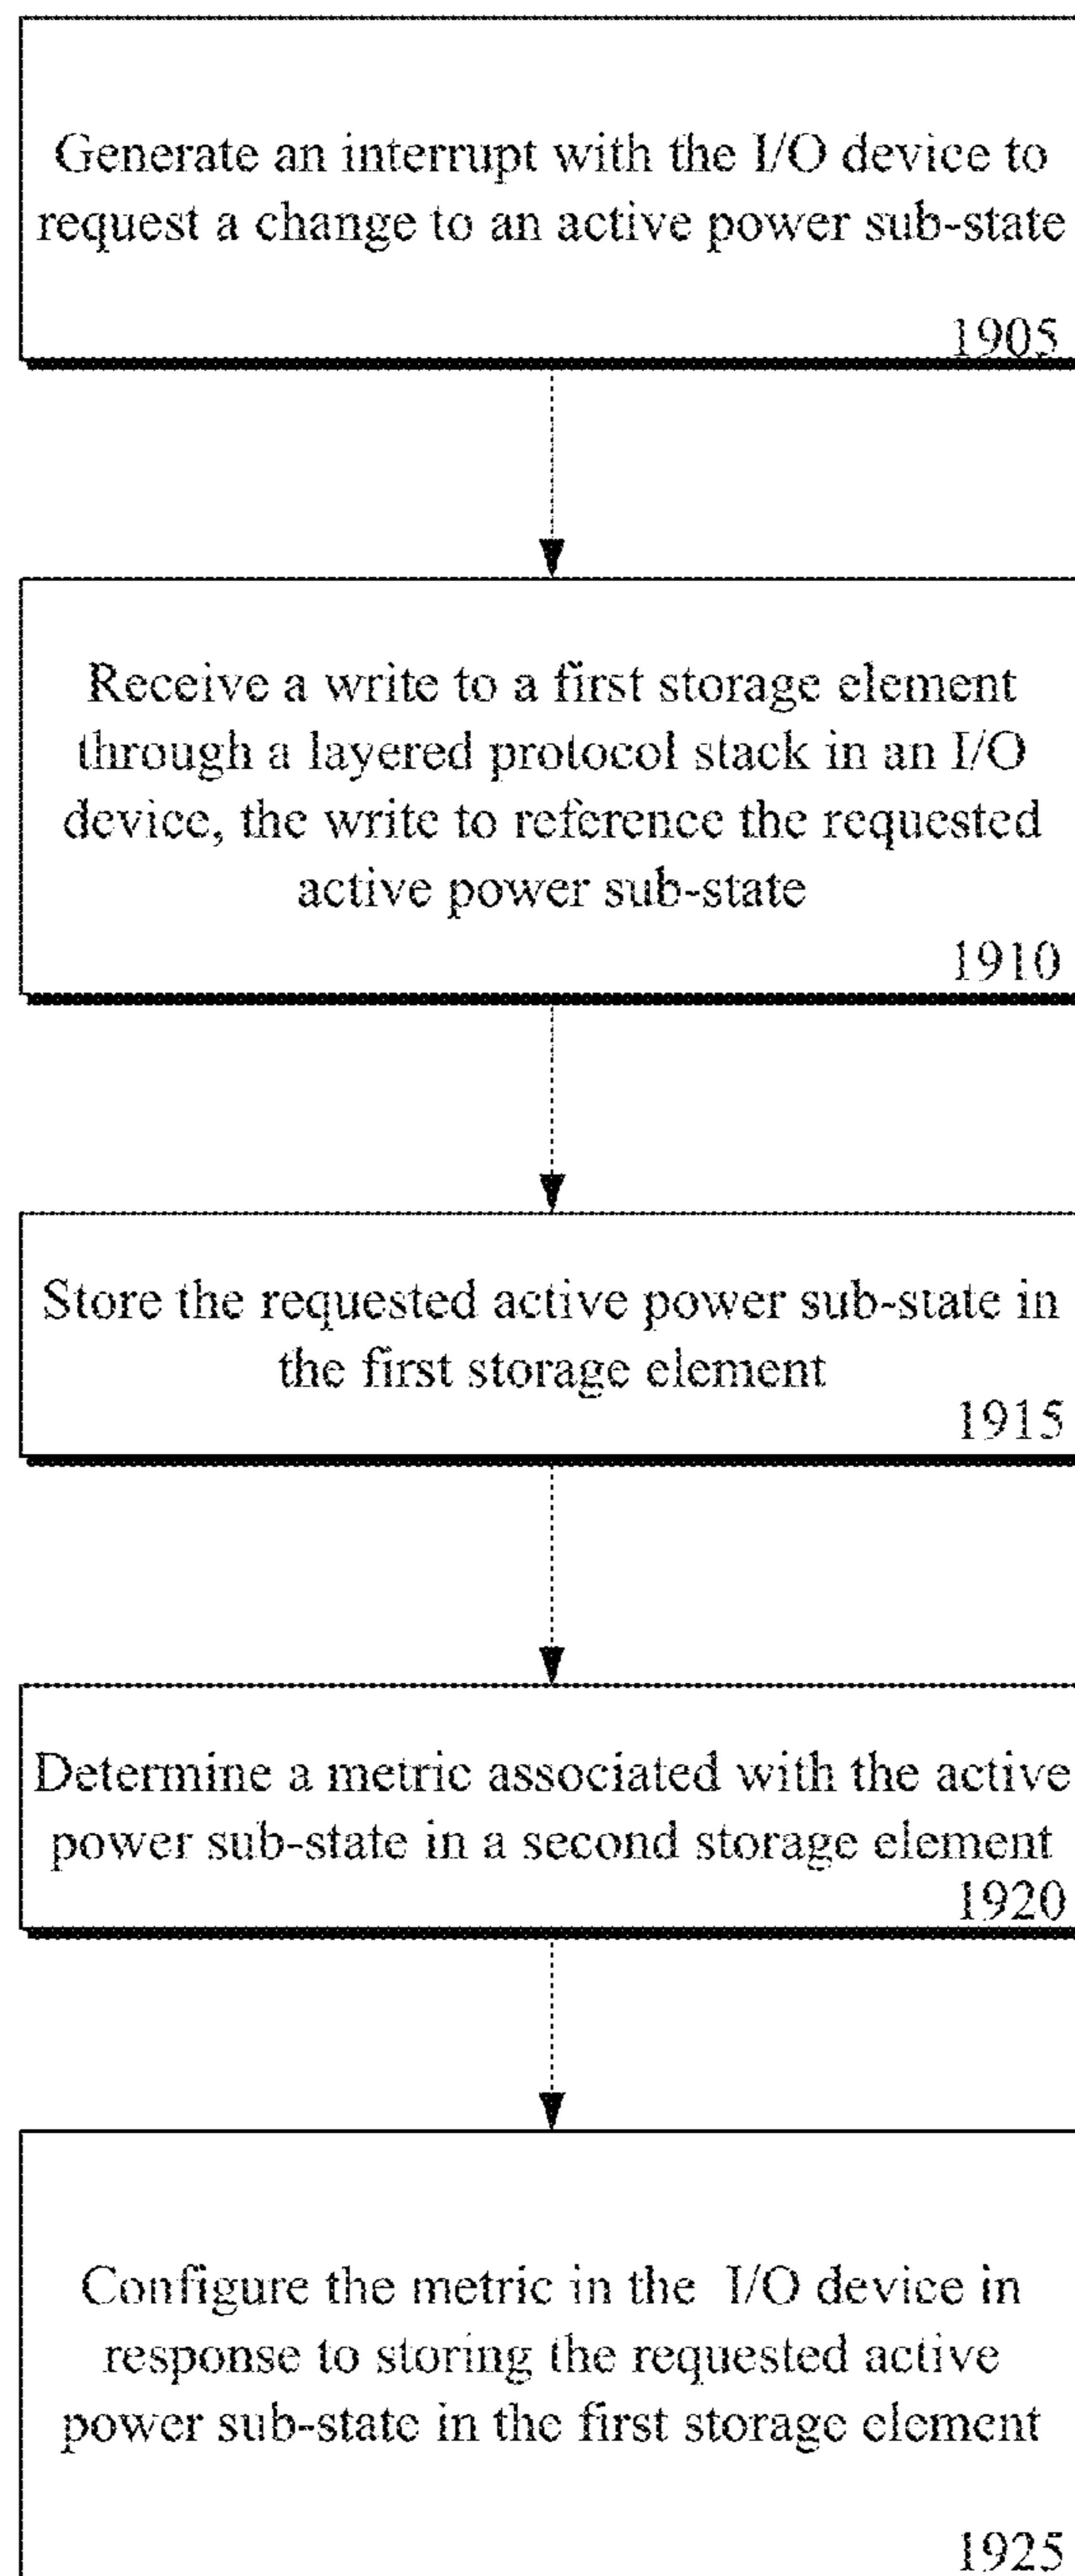 Generate an interrupt with the I/O device to
request a change to an active power sub-state
1905
Receive a write to a first storage element
through a layered protocol stack in an I/O
device, the write to reference the requested
active power sub-state
1910
Store the requested active power sub-state in
the first storage element
1915
Determine a metric associated with the active
power sub-state in a second storage element
1920
Configure the metric in the I/O device in
response to storing the requested active
power sub-state in the first storage element
1925